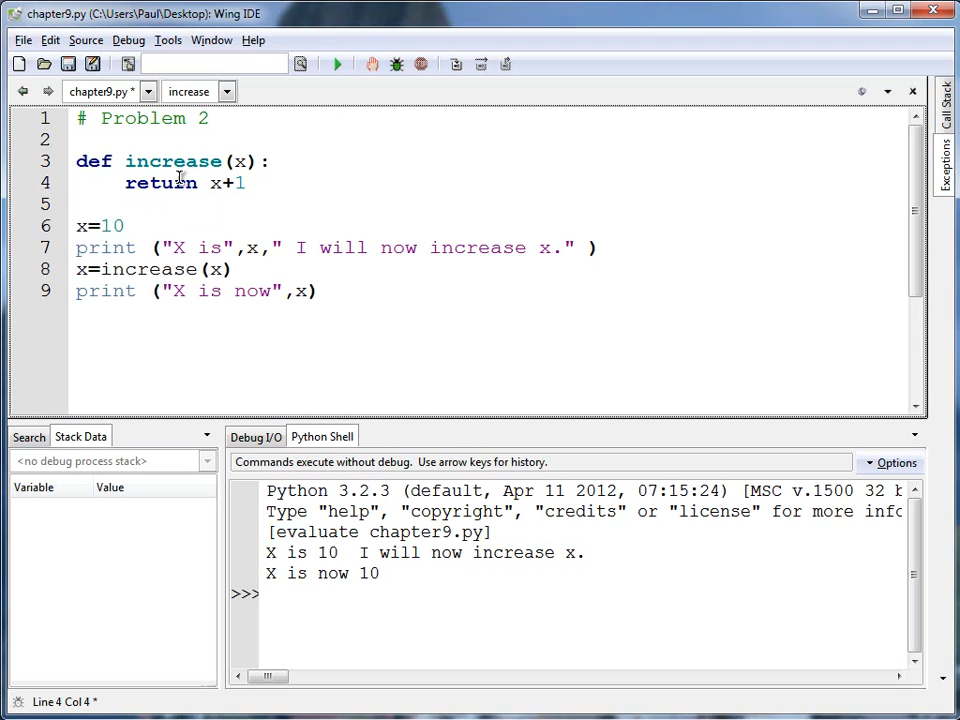 chapter9.py (C:\Users\Paul\Desktop): Wing IDE
File Edit Source Debug Tools Window Help
chapter9.py * increase
1 # Problem 2
2
3 def increase(x):
4     return x+1
5
6 x=10
7 print ("X is",x," I will now increase x." )
8 x=increase(x)
9 print ("X is now",x)
Call Stack
Exceptions
Search Stack Data
<no debug process stack>
Variable Value
Debug I/O Python Shell
Commands execute without debug.  Use arrow keys for history.
Options
Python 3.2.3 (default, Apr 11 2012, 07:15:24) [MSC v.1500 32 b
Type "help", "copyright", "credits" or "license" for more info
[evaluate chapter9.py]
X is 10  I will now increase x.
X is now 10
>>>
Line 4 Col 4 *